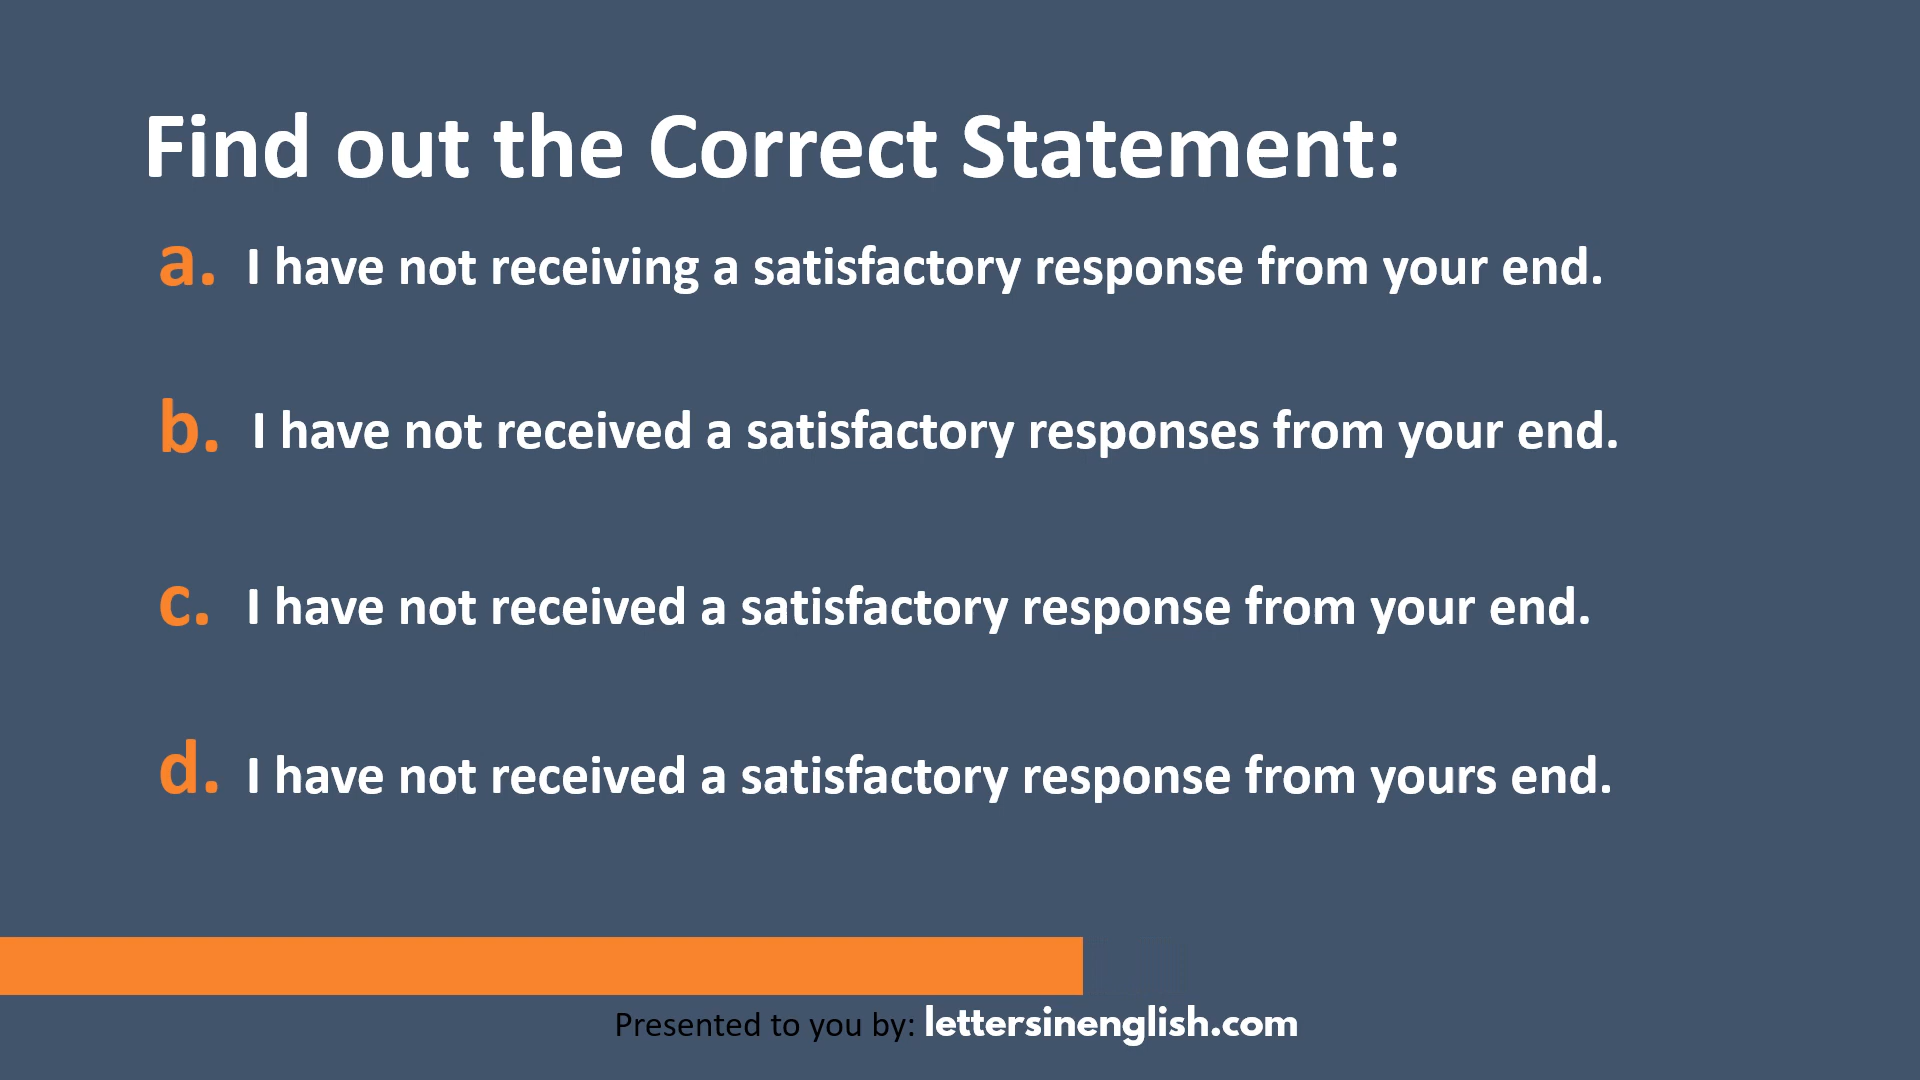 Find out the Correct Statement:
a. I have not receiving a satisfactory response from your end.
b. I have not received a satisfactory responses from your end.
c. I have not received a satisfactory response from your end.
d. I have not received a satisfactory response from yours end.
Presented to you by: lettersinenglish.com